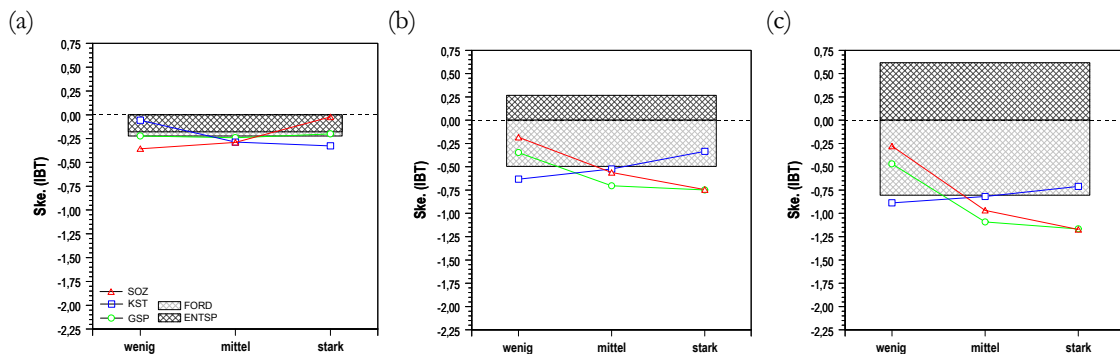 (a)
0,75
0,50
0,25
0,00
-0,25
-0,50
-0,75
-1,00
-1,25
-1,50
-1,75
-2,00
-2,25
Ske. (IBT)
SOZ
KST
GSP
FORD
ENTSP
wenig mittel stark
(b)
0,75
0,50
0,25
0,00
-0,25
-0,50
-0,75
-1,00
-1,25
-1,50
-1,75
-2,00
-2,25
Ske. (IBT)
wenig mittel stark
(c)
0,75
0,50
0,25
0,00
-0,25
-0,50
-0,75
-1,00
-1,25
-1,50
-1,75
-2,00
-2,25
Ske. (IBT)
wenig mittel stark